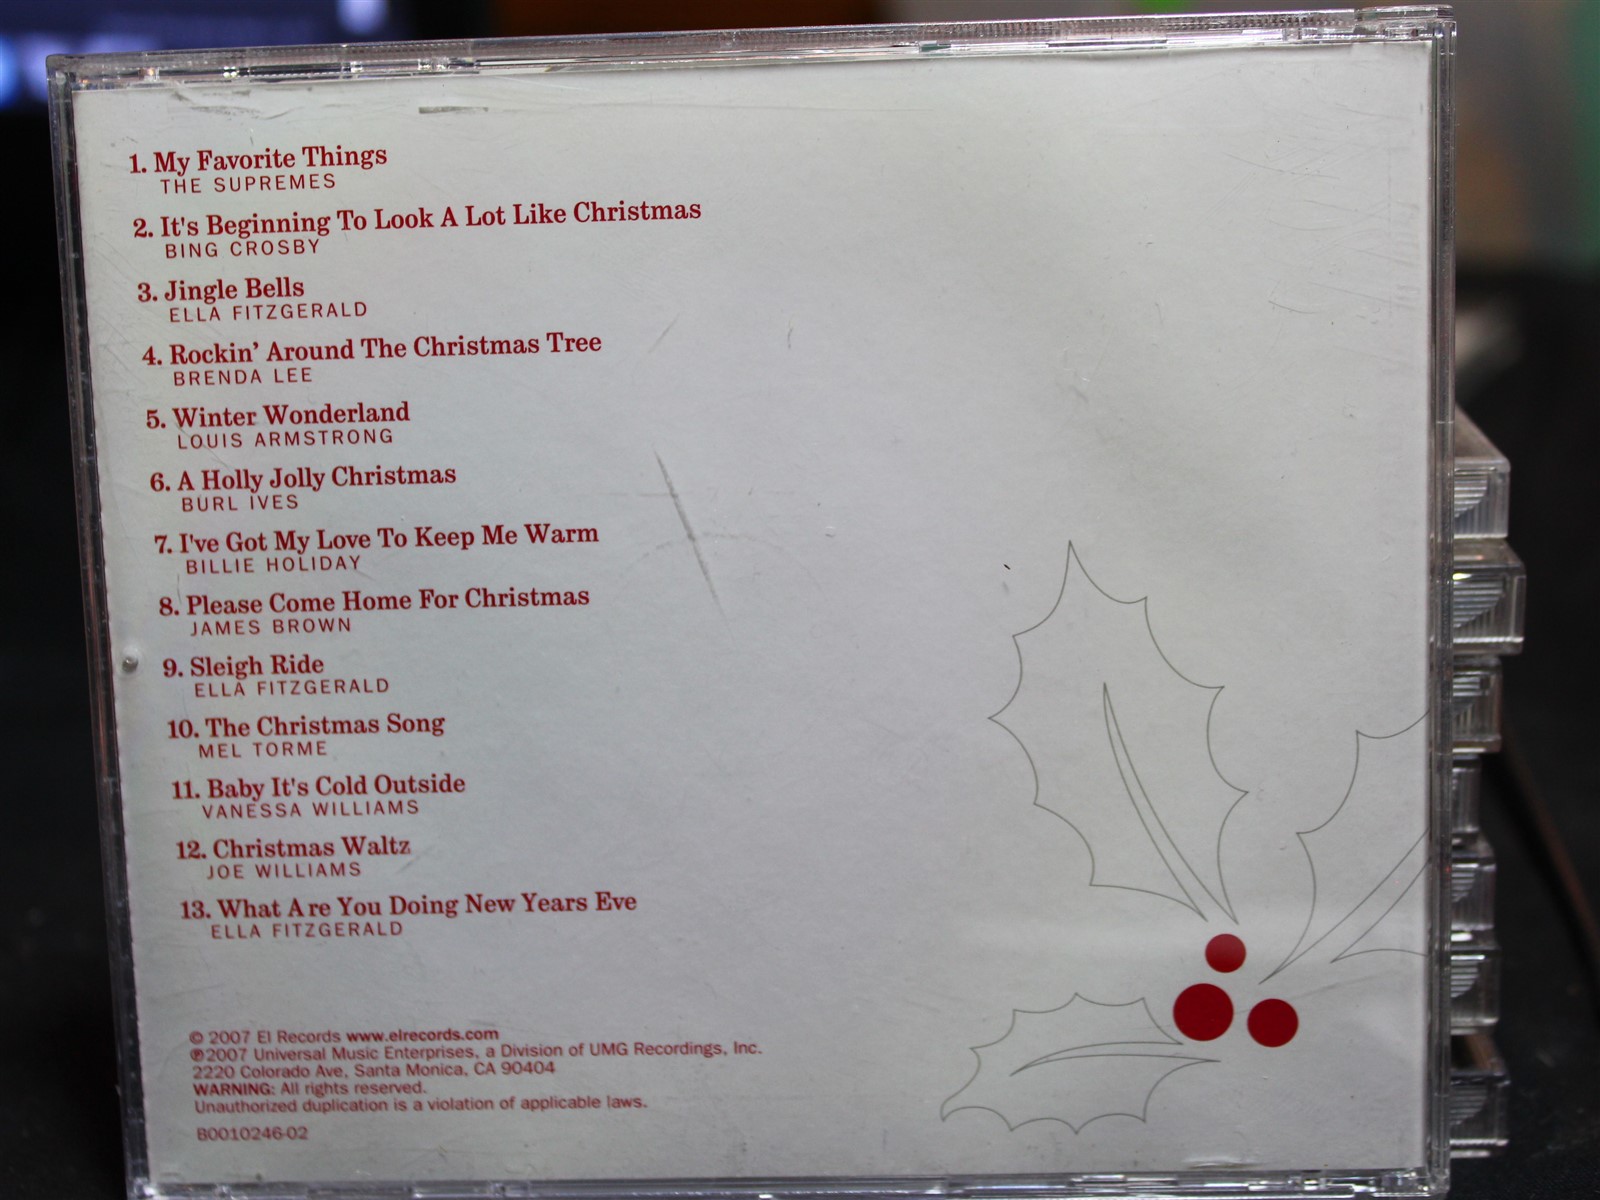 1. My Favorite Things
THE SUPREMES
2. It's Beginning To Look A Lot Like Christmas
BING CROSBY
3. Jingle Bells
ELLA FITZGERALD
4. Rockin’ Around The Christmas Tree
BRENDA LEE
5. Winter Wonderland
LOUIS ARMSTRONG
6. A Holly Jolly Christmas
BURL IVES
7. I've Got My Love To Keep Me Warm
BILLIE HOLIDAY
8. Please Come Home For Christmas
JAMES BROWN
9. Sleigh Ride
ELLA FITZGERALD
10. The Christmas Song
MEL TORME
11. Baby It's Cold Outside
VANESSA WILLIAMS
12. Christmas Waltz
JOE WILLIAMS
13. What Are You Doing New Years Eve
ELLA FITZGERALD
© 2007 El Records www.elrecords.com
℗2007 Universal Music Enterprises, a Division of UMG Recordings, Inc.
2220 Colorado Ave, Santa Monica, CA 90404
WARNING: All rights reserved.
Unauthorized duplication is a violation of applicable laws.
B0010246-02